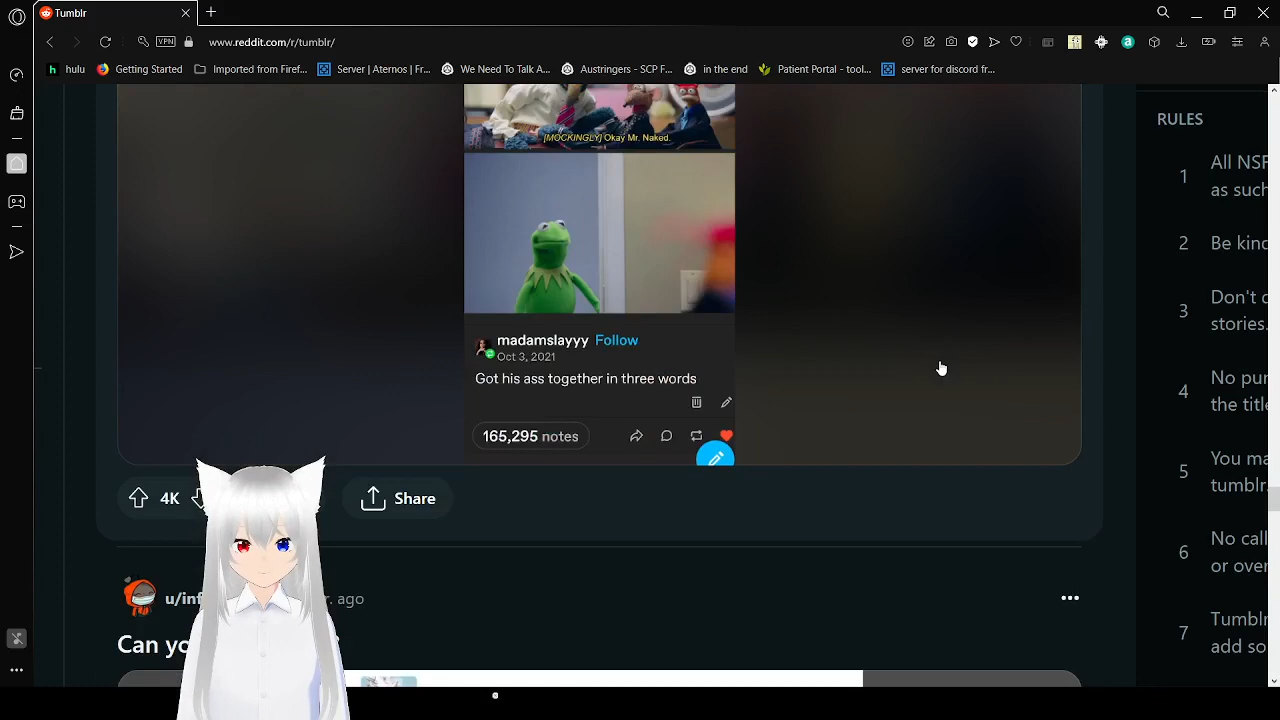 Tumblr
VPN
www.reddit.com/r/tumblr/
h hulu
Getting Started
Imported from Firef...
Server | Aternos | Fr...
We Need To Talk A...
Austringers - SCP F...
in the end
Patient Portal - tool...
server for discord fr...
[MOCKINGLY] Okay Mr. Naked.
madamslayyy Follow
Oct 3, 2021
Got his ass together in three words
165,295 notes
4K
Share
u/inf
ago
Can yo
RULES
1 All NSF
as such
2 Be kind
3 Don't
stories.
4 No pu
the title
5 You ma
tumblr.
6 No call
or over
7 Tumblr
add so